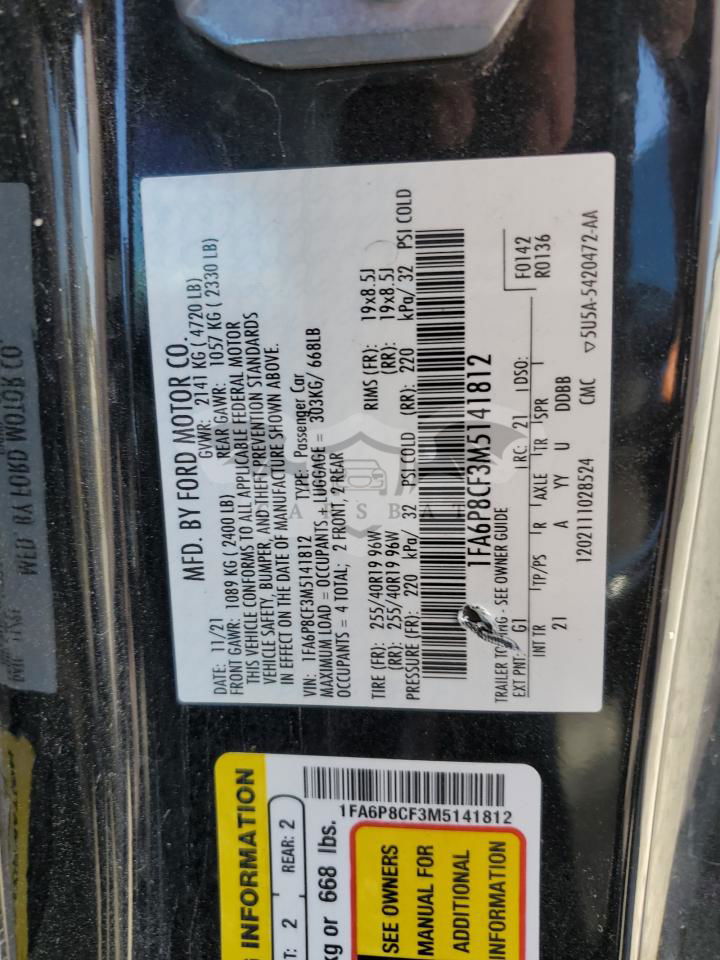 MFD. BY FORD MOTOR CO.
DATE: 11/21 GVWR: 2141 KG ( 4720 LB)
FRONT GAWR: 1089 KG ( 2400 LB) REAR GAWR: 1057 KG ( 2330 LB)
THIS VEHICLE CONFORMS TO ALL APPLICABLE FEDERAL MOTOR
VEHICLE SAFETY, BUMPER, AND THEFT PREVENTION STANDARDS
IN EFFECT ON THE DATE OF MANUFACTURE SHOWN ABOVE.
VIN: 1FA6P8CF3M5141812 TYPE: Passenger Car
MAXIMUM LOAD = OCCUPANTS + LUGGAGE = 303KG/ 668LB
OCCUPANTS = 4 TOTAL; 2 FRONT, 2 REAR
TIRE (FR): 255/40R19 96W RIMS (FR): 19x8.5J
(RR): 255/40R19 96W (RR): 19x8.5J
PRESSURE (FR): 220 kPa/ 32 PSI COLD (RR): 220 kPa/ 32 PSI COLD
1FA6P8CF3M5141812
TRAILER - SEE OWNER GUIDE
EXT PNT: G1 RC: 21 DSO: F0142
R0136
INT TR TP/PS R AXLE TR SPR
21 A YY U DDBB
1202111028524 CMC ▽5U5A-5420472-AA
INFORMATION
2 REAR: 2
kg or 668 lbs.
1FA6P8CF3M5141812
SEE OWNERS
MANUAL FOR
ADDITIONAL
INFORMATION
CARSBAT